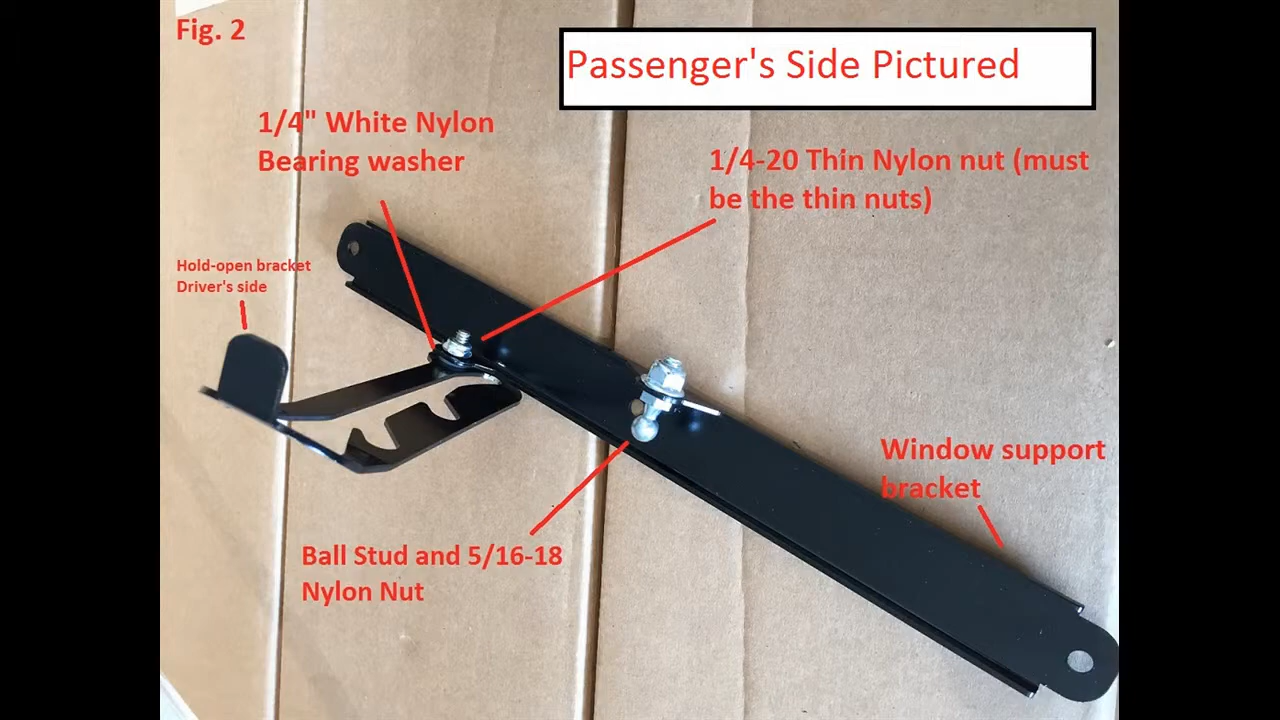 Fig. 2
Passenger's Side Pictured
1/4" White Nylon
Bearing washer
1/4-20 Thin Nylon nut (must
be the thin nuts)
Hold-open bracket
Driver's side
Window support
bracket
Ball Stud and 5/16-18
Nylon Nut